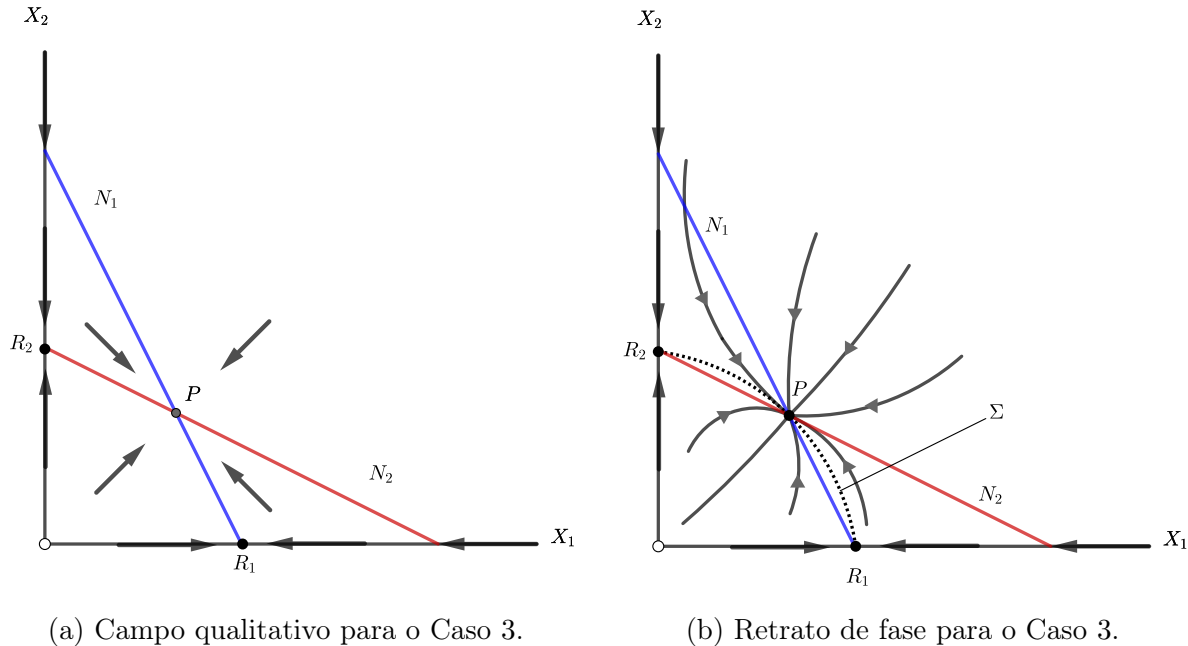 X₂
N₁
R₂
P
N₂
X₁
R₁
(a) Campo qualitativo para o Caso 3.
X₂
N₁
R₂
P
Σ
N₂
X₁
R₁
(b) Retrato de fase para o Caso 3.